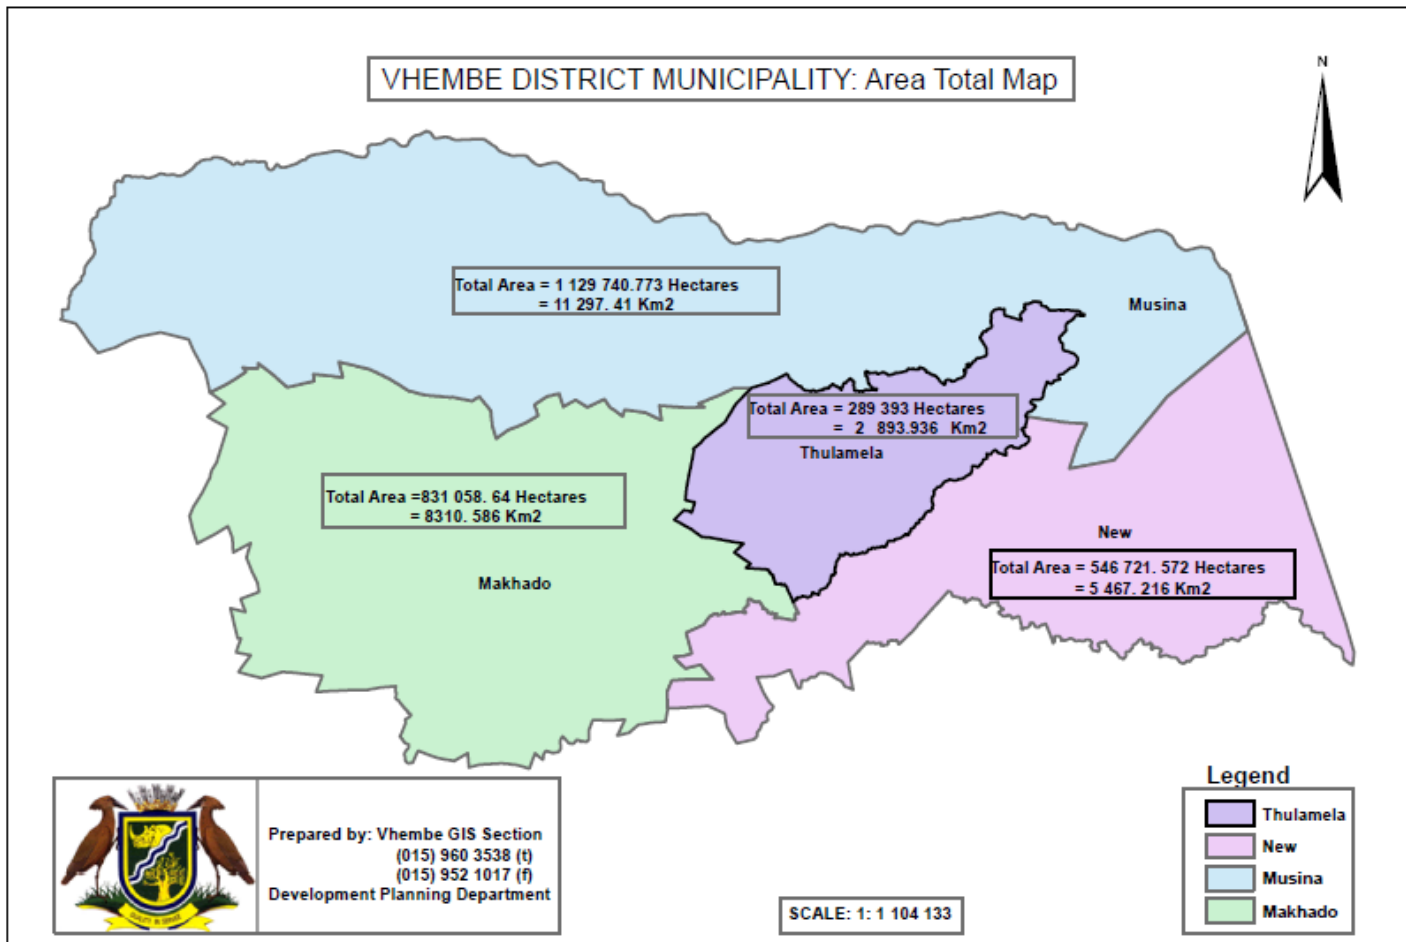 VHEMBE DISTRICT MUNICIPALITY: Area Total Map
N
Total Area = 1 129 740.773 Hectares
= 11 297. 41 Km2
Musina
Total Area = 289 393 Hectares
= 2 893.936 Km2
Thulamela
Total Area =831 058. 64 Hectares
= 8310. 586 Km2
Makhado
New
Total Area = 546 721. 572 Hectares
= 5 467. 216 Km2
Prepared by: Vhembe GIS Section
(015) 960 3538 (t)
(015) 952 1017 (f)
Development Planning Department
SCALE: 1: 1 104 133
Legend
Thulamela
New
Musina
Makhado